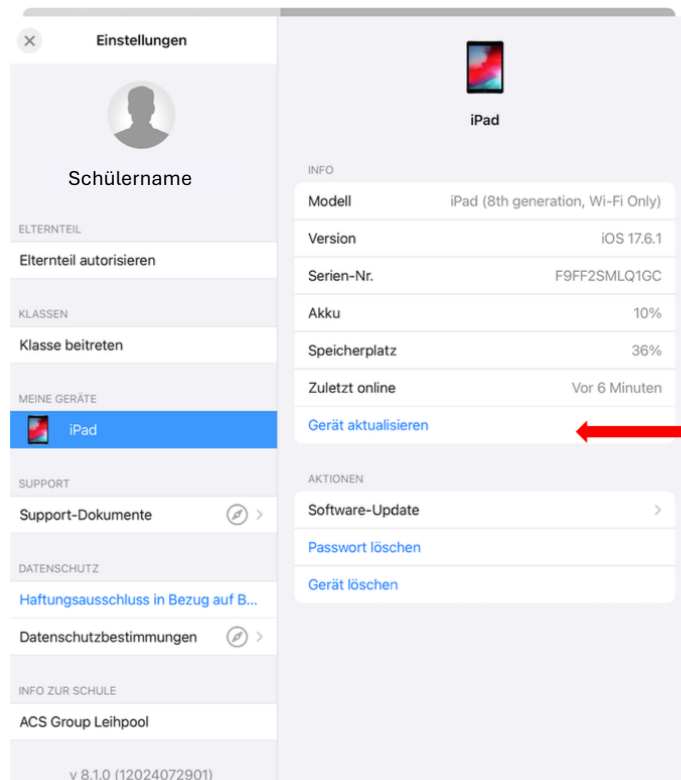 Einstellungen
Schülername
ELTERNTEIL
Elternteil autorisieren
KLASSEN
Klasse beitreten
MEINE GERÄTE
iPad
SUPPORT
Support-Dokumente
DATENSCHUTZ
Haftungsausschluss in Bezug auf B...
Datenschutzbestimmungen
INFO ZUR SCHULE
ACS Group Leihpool
v 8.1.0 (12024072901)
iPad
INFO
Modell iPad (8th generation, Wi-Fi Only)
Version iOS 17.6.1
Serien-Nr. F9FF2SMLQ1GC
Akku 10%
Speicherplatz 36%
Zuletzt online Vor 6 Minuten
Gerät aktualisieren
AKTIONEN
Software-Update
Passwort löschen
Gerät löschen